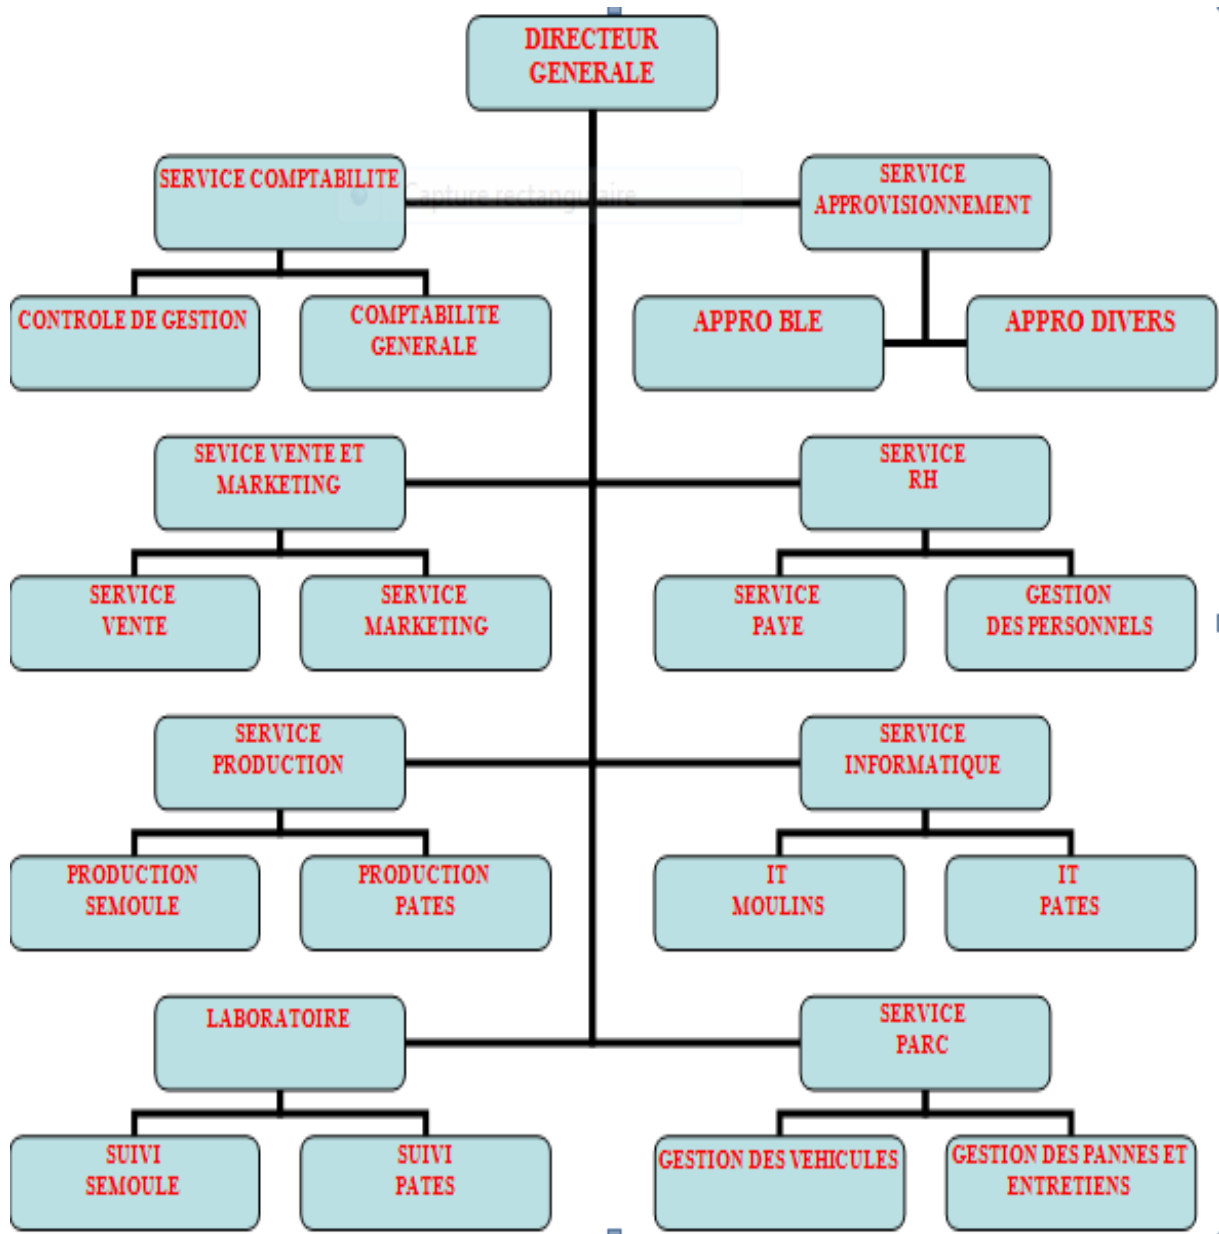 DIRECTEUR
GENERALE
SERVICE COMPTABILITE
SERVICE
APPROVISIONNEMENT
Capture rectangulaire
CONTROLE DE GESTION
COMPTABILITE
GENERALE
APPRO BLE
APPRO DIVERS
SEVICE VENTE ET
MARKETING
SERVICE
RH
SERVICE
VENTE
SERVICE
MARKETING
SERVICE
PAYE
GESTION
DES PERSONNELS
SERVICE
PRODUCTION
SERVICE
INFORMATIQUE
PRODUCTION
SEMOULE
PRODUCTION
PATES
IT
MOULINS
IT
PATES
LABORATOIRE
SERVICE
PARC
SUIVI
SEMOULE
SUIVI
PATES
GESTION DES VEHICULES
GESTION DES PANNES ET
ENTRETIENS